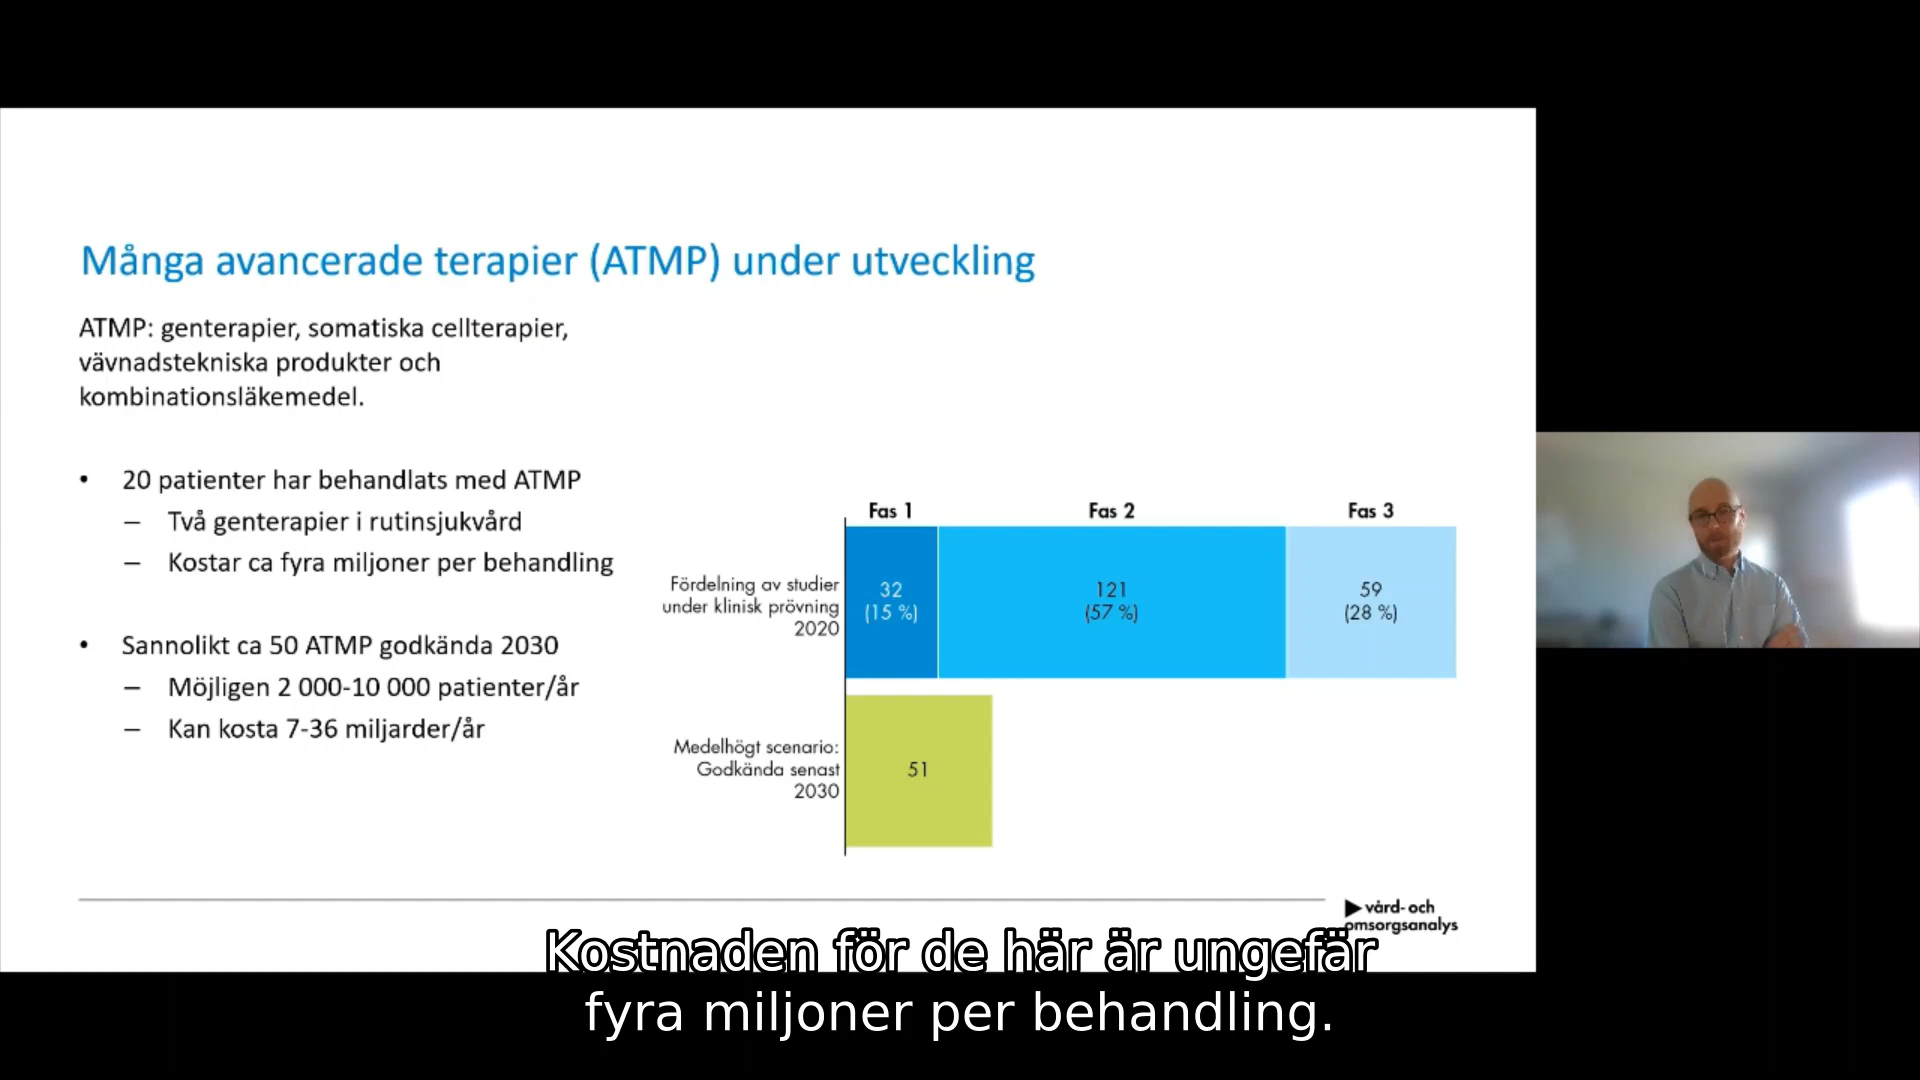 Många avancerade terapier (ATMP) under utveckling
ATMP: genterapier, somatiska cellterapier,
vävnadstekniska produkter och
kombinationsläkemedel.
• 20 patienter har behandlats med ATMP
– Två genterapier i rutinsjukvård
– Kostar ca fyra miljoner per behandling
• Sannolikt ca 50 ATMP godkända 2030
– Möjligen 2 000-10 000 patienter/år
– Kan kosta 7-36 miljarder/år
Fas 1 Fas 2 Fas 3
Fördelning av studier
under klinisk prövning
2020
32
(15 %)
121
(57 %)
59
(28 %)
Medelhögt scenario:
Godkända senast
2030
51
vård- och
omsorgsanalys
Kostnaden för de här är ungefär
fyra miljoner per behandling.